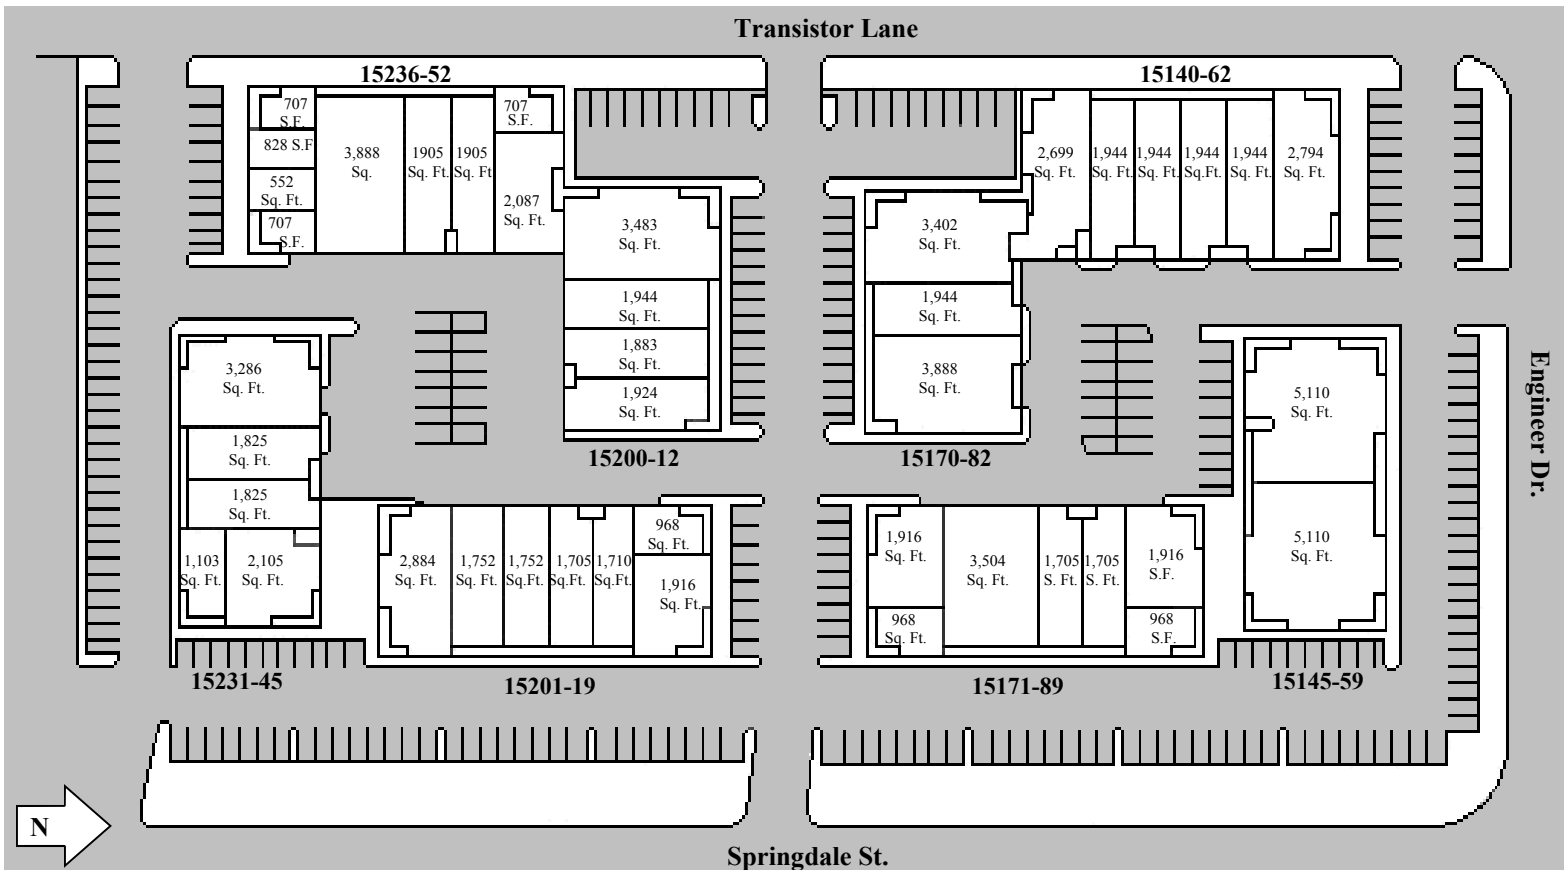 Transistor Lane
15236-52
15140-62
707
S.F.
828 S.F
552
Sq. Ft.
707
S.F.
3,888
Sq.
1905
Sq. Ft.
1905
Sq. Ft
707
S.F.
2,087
Sq. Ft.
3,483
Sq. Ft.
1,944
Sq. Ft.
1,883
Sq. Ft.
1,924
Sq. Ft.
15200-12
2,699
Sq. Ft.
1,944
Sq. Ft.
1,944
Sq. Ft.
1,944
Sq.Ft.
1,944
Sq. Ft.
2,794
Sq. Ft.
3,402
Sq. Ft.
1,944
Sq. Ft.
3,888
Sq. Ft.
15170-82
3,286
Sq. Ft.
1,825
Sq. Ft.
1,825
Sq. Ft.
1,103
Sq. Ft.
2,105
Sq. Ft.
15231-45
2,884
Sq. Ft.
1,752
Sq. Ft.
1,752
Sq. Ft.
1,705
Sq.Ft.
1,710
Sq.Ft.
968
Sq. Ft.
1,916
Sq. Ft.
15201-19
1,916
Sq. Ft.
968
Sq. Ft.
3,504
Sq. Ft.
1,705
S. Ft.
1,705
S. Ft.
1,916
S.F.
968
S.F.
15171-89
5,110
Sq. Ft.
5,110
Sq. Ft.
15145-59
Engineer Dr.
N
Springdale St.